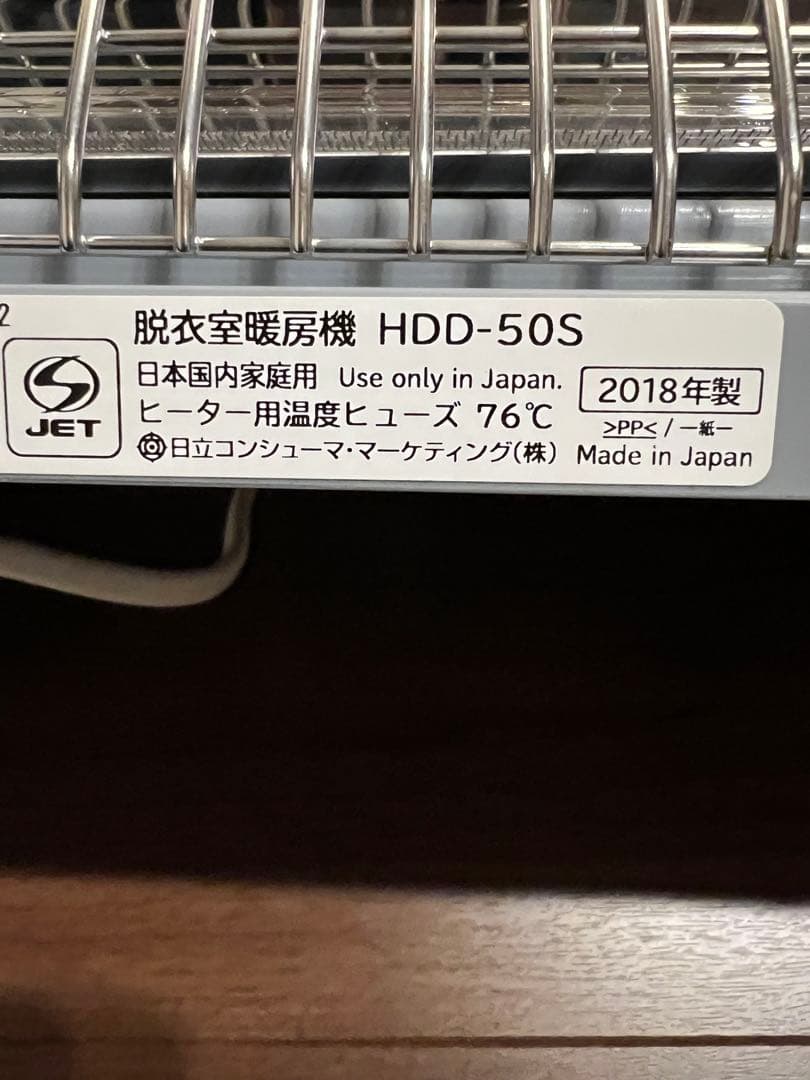 2
脱衣室暖房機 HDD-50S
JET
日本国内家庭用 Use only in Japan.
ヒーター用温度ヒューズ 76℃
日立コンシューマ・マーケティング(株)
2018年製
>PP< / ー紙ー
Made in Japan